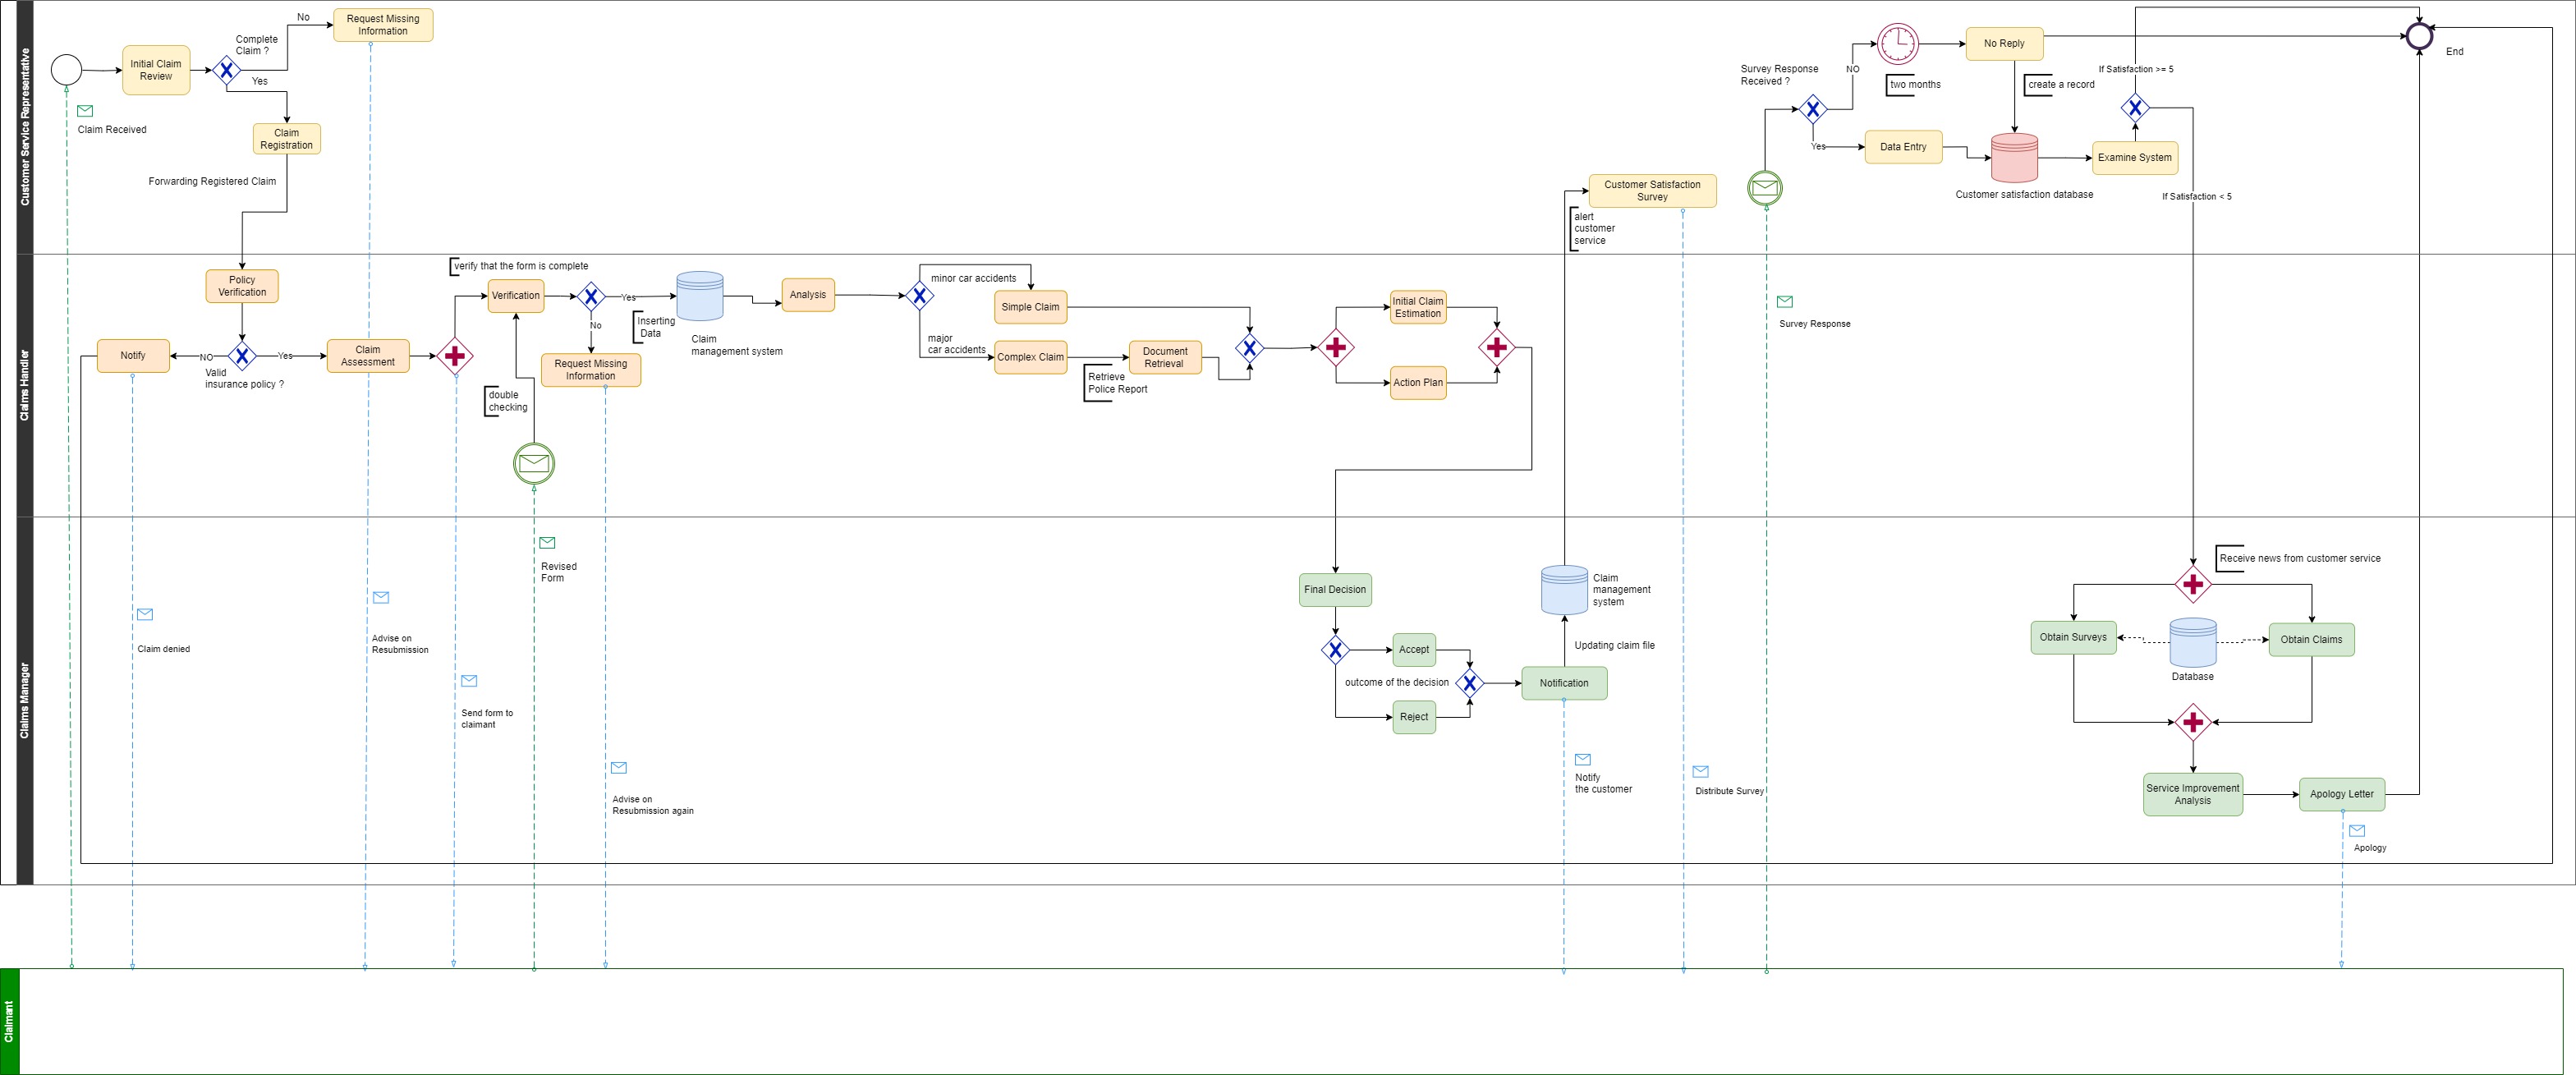 Customer Service Representative
No
Request Missing
Information
Complete
Claim ?
Initial Claim
Review
Yes
Claim Received
Claim
Registration
Forwarding Registered Claim
Customer Satisfaction
Survey
alert
customer
service
Survey Response
Received ?
NO
two months
No Reply
create a record
Yes
Data Entry
Customer satisfaction database
Examine System
If Satisfaction >= 5
If Satisfaction < 5
End
Claims Handler
Policy
Verification
Notify
NO
Valid
insurance policy ?
Yes
Claim
Assessment
verify that the form is complete
Verification
Yes
No
Inserting
Data
Request Missing
Information
double
checking
Claim
management system
Analysis
minor car accidents
Simple Claim
major
car accidents
Complex Claim
Document
Retrieval
Retrieve
Police Report
Initial Claim
Estimation
Action Plan
Survey Response
Claims Manager
Claim denied
Advise on
Resubmission
Send form to
claimant
Revised
Form
Advise on
Resubmission again
Final Decision
Accept
outcome of the decision
Reject
Notification
Updating claim file
Claim
management
system
Notify
the customer
Distribute Survey
Receive news from customer service
Obtain Surveys
Database
Obtain Claims
Service Improvement
Analysis
Apology Letter
Apology
Claimant